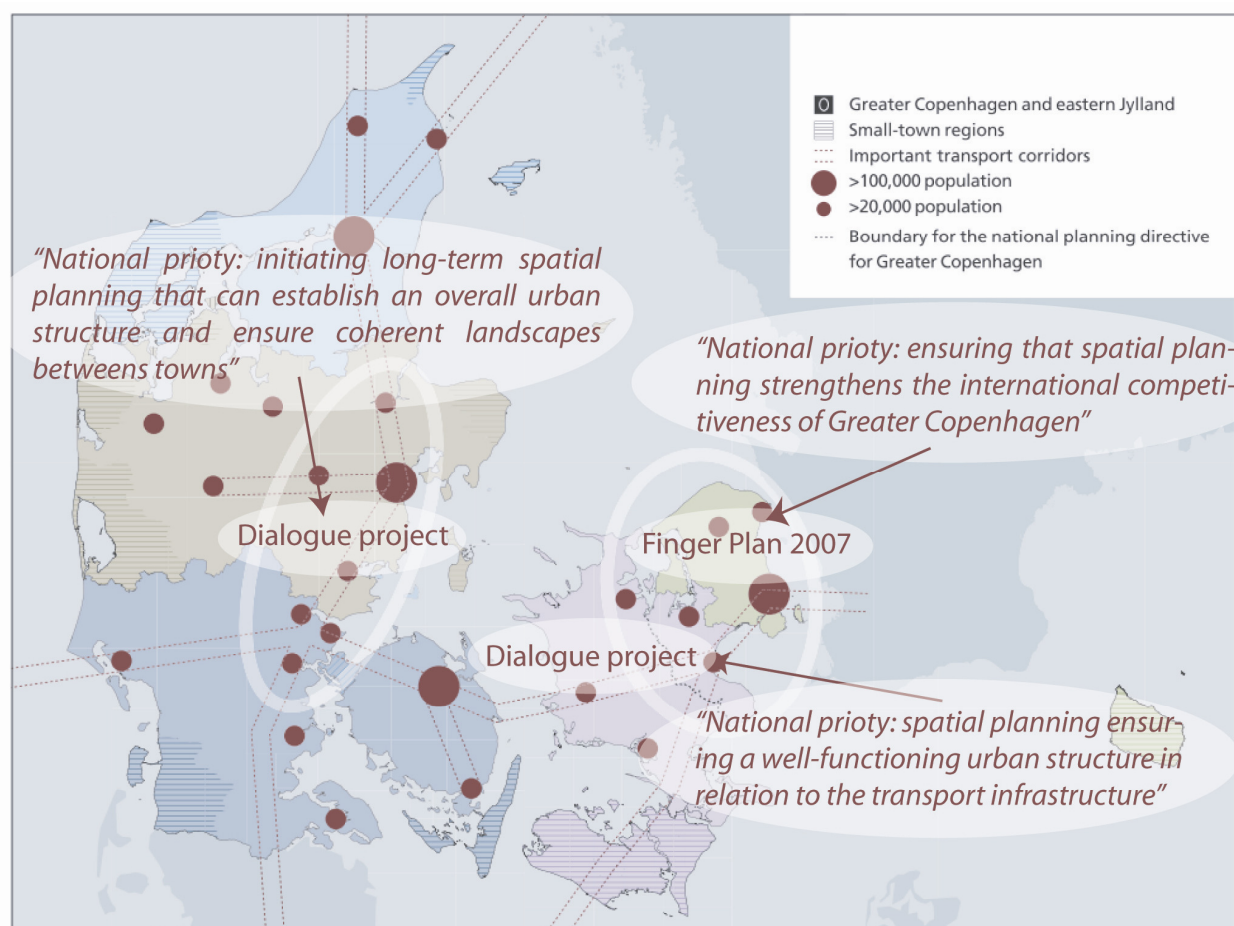 Greater Copenhagen and eastern Jylland
Small-town regions
Important transport corridors
>100,000 population
>20,000 population
Boundary for the national planning directive
for Greater Copenhagen
“National prioty: initiating long-term spatial
planning that can establish an overall urban
structure and ensure coherent landscapes
betweens towns”
“National prioty: ensuring that spatial plan-
ning strengthens the international competi-
tiveness of Greater Copenhagen”
Dialogue project
Finger Plan 2007
Dialogue project
“National prioty: spatial planning ensur-
ing a well-functioning urban structure in
relation to the transport infrastructure”